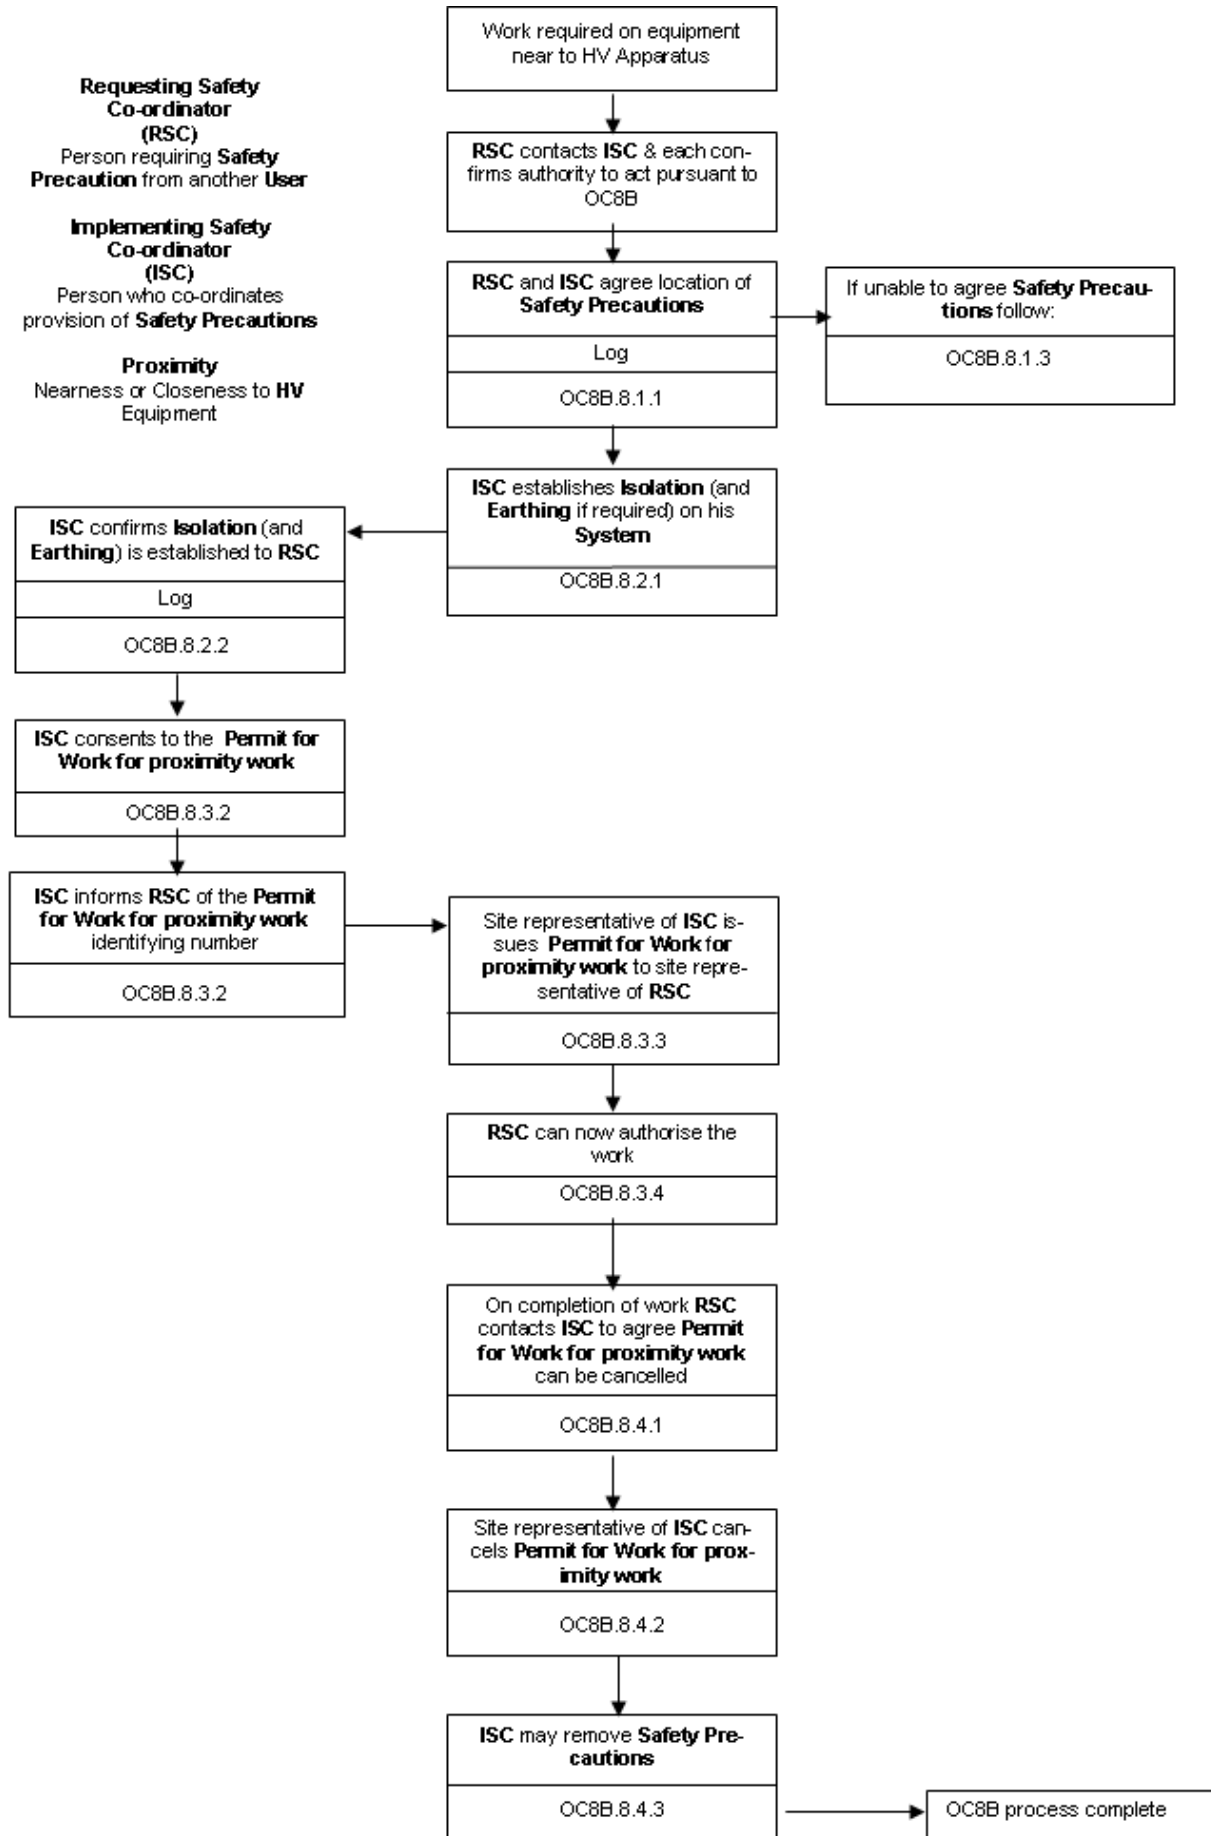 Work required on equipment
near to HV Apparatus
Requesting Safety
Co-ordinator
(RSC)
Person requiring Safety
Precaution from another User
Implementing Safety
Co-ordinator
(ISC)
Person who co-ordinates
provision of Safety Precautions
Proximity
Nearness or Closeness to HV
Equipment
RSC contacts ISC & each con-
firms authority to act pursuant to
OC8B
RSC and ISC agree location of
Safety Precautions
Log
OC8B.8.1.1
If unable to agree Safety Precau-
tions follow:
OC8B.8.1.3
ISC establishes Isolation (and
Earthing if required) on his
System
OC8B.8.2.1
ISC confirms Isolation (and
Earthing) is established to RSC
Log
OC8B.8.2.2
ISC consents to the Permit for
Work for proximity work
OC8B.8.3.2
ISC informs RSC of the Permit
for Work for proximity work
identifying number
OC8B.8.3.2
Site representative of ISC is-
sues Permit for Work for
proximity work to site repre-
sentative of RSC
OC8B.8.3.3
RSC can now authorise the
work
OC8B.8.3.4
On completion of work RSC
contacts ISC to agree Permit
for Work for proximity work
can be cancelled
OC8B.8.4.1
Site representative of ISC can-
cels Permit for Work for prox-
imity work
OC8B.8.4.2
ISC may remove Safety Pre-
cautions
OC8B.8.4.3
OC8B process complete